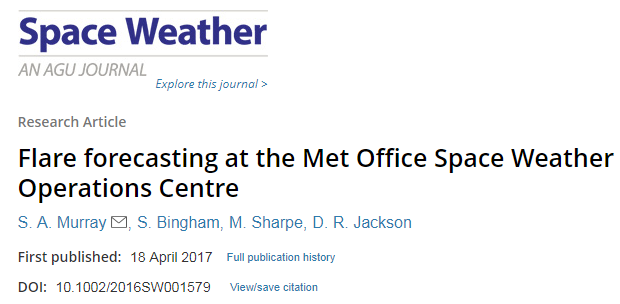 Space Weather
AN AGU JOURNAL
Explore this journal >
Research Article
Flare forecasting at the Met Office Space Weather
Operations Centre
S. A. Murray, S. Bingham, M. Sharpe, D. R. Jackson
First published: 18 April 2017 Full publication history
DOI: 10.1002/2016SW001579 View/save citation